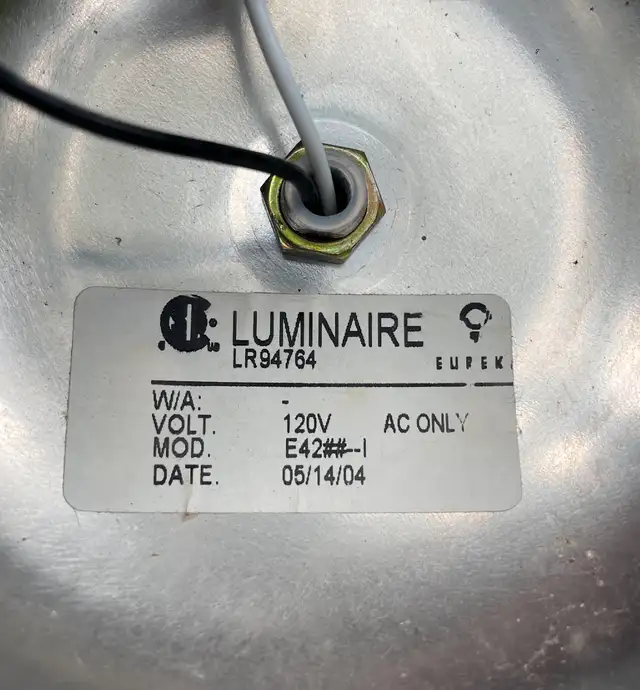 LUMINAIRE
LR94764
EUREK
W/A: -
VOLT. 120V AC ONLY
MOD. E42##--I
DATE. 05/14/04